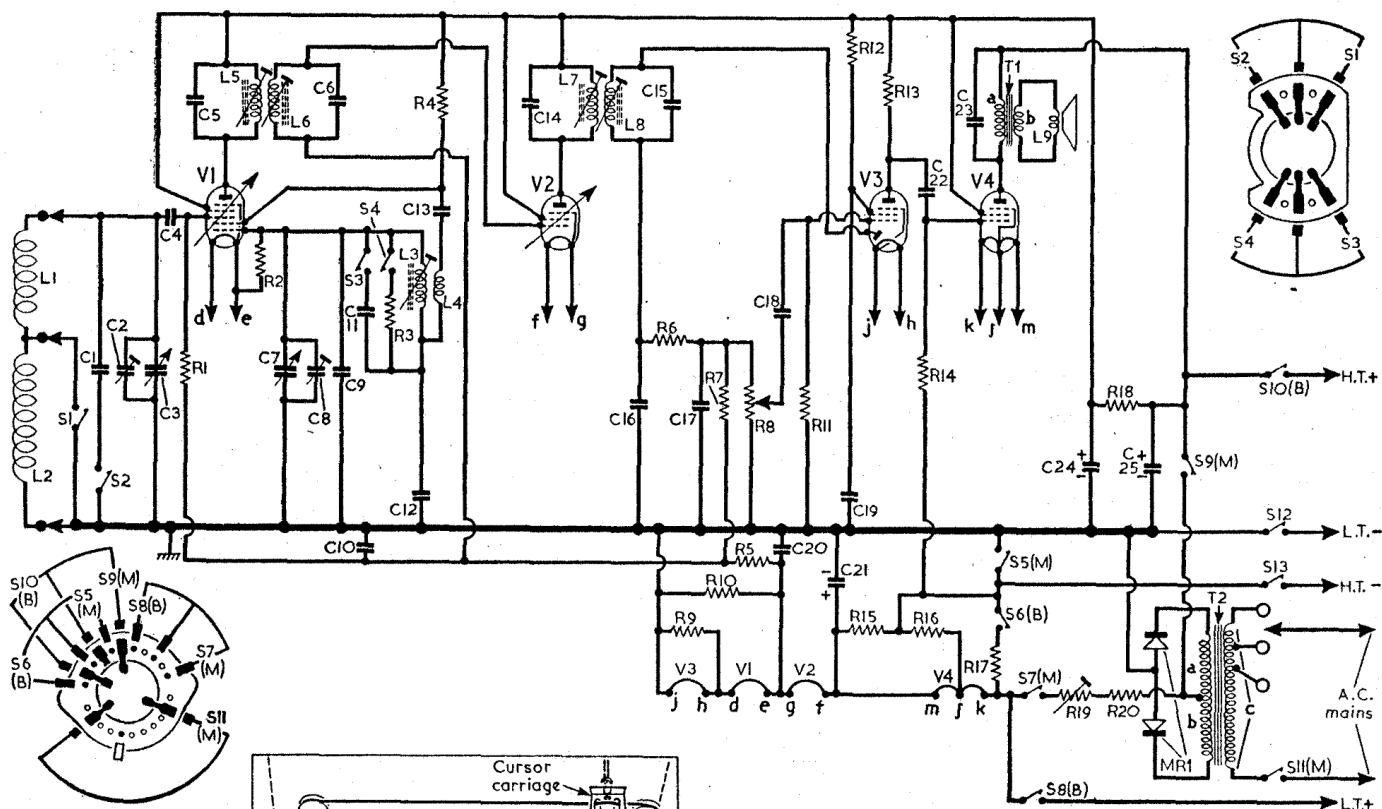 L5
C5
L6
C6
R4
L7
C14
L8
C15
R12
R13
C
23
a
T1
b
L9
S2
S1
S4
S3
V1
V2
V3
V4
C4
C13
S4
S3
L3
L4
R2
C
11
R3
C
22
C18
d
e
f
g
j
h
k
j
m
L1
L2
S1
C1
S2
C2
C3
R1
C7
C8
C9
C12
C10
R6
R7
R8
C16
C17
R11
R14
C19
R18
C24
+
-
C
25
+
-
S10(B)
H.T.+
S9(M)
S12
L.T.-
S5(M)
S13
H.T.-
S6(B)
R5
C20
R10
C21
-
+
R9
R15
R16
R17
V3
V1
V2
V4
j
h
d
e
g
f
m
j
k
S7(M)
R19
R20
T2
a
b
c
MR1
A.C.
mains
S11(M)
S8(B)
L.T.+
S10
(B)
S9(M)
S5
(M)
S8(B)
S6
(B)
S7
(M)
S11
(M)
Cursor
carriage